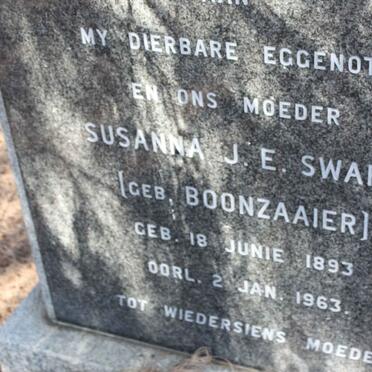 MY DIERBARE EGGENOT
EN ONS MOEDER
SUSANNA J. E. SWA
[GEB. BOONZAAIER]
GEB. 18 JUNIE 1893
OORL. 2 JAN. 1963.
TOT WIEDERSIENS MOEDE